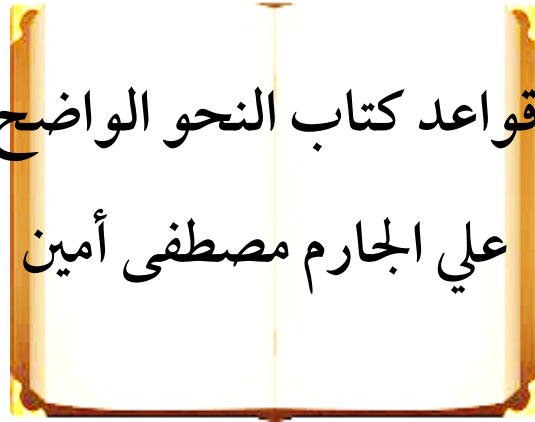 قواعد كتاب النحو الواضح
علي الجارم مصطفى أمين